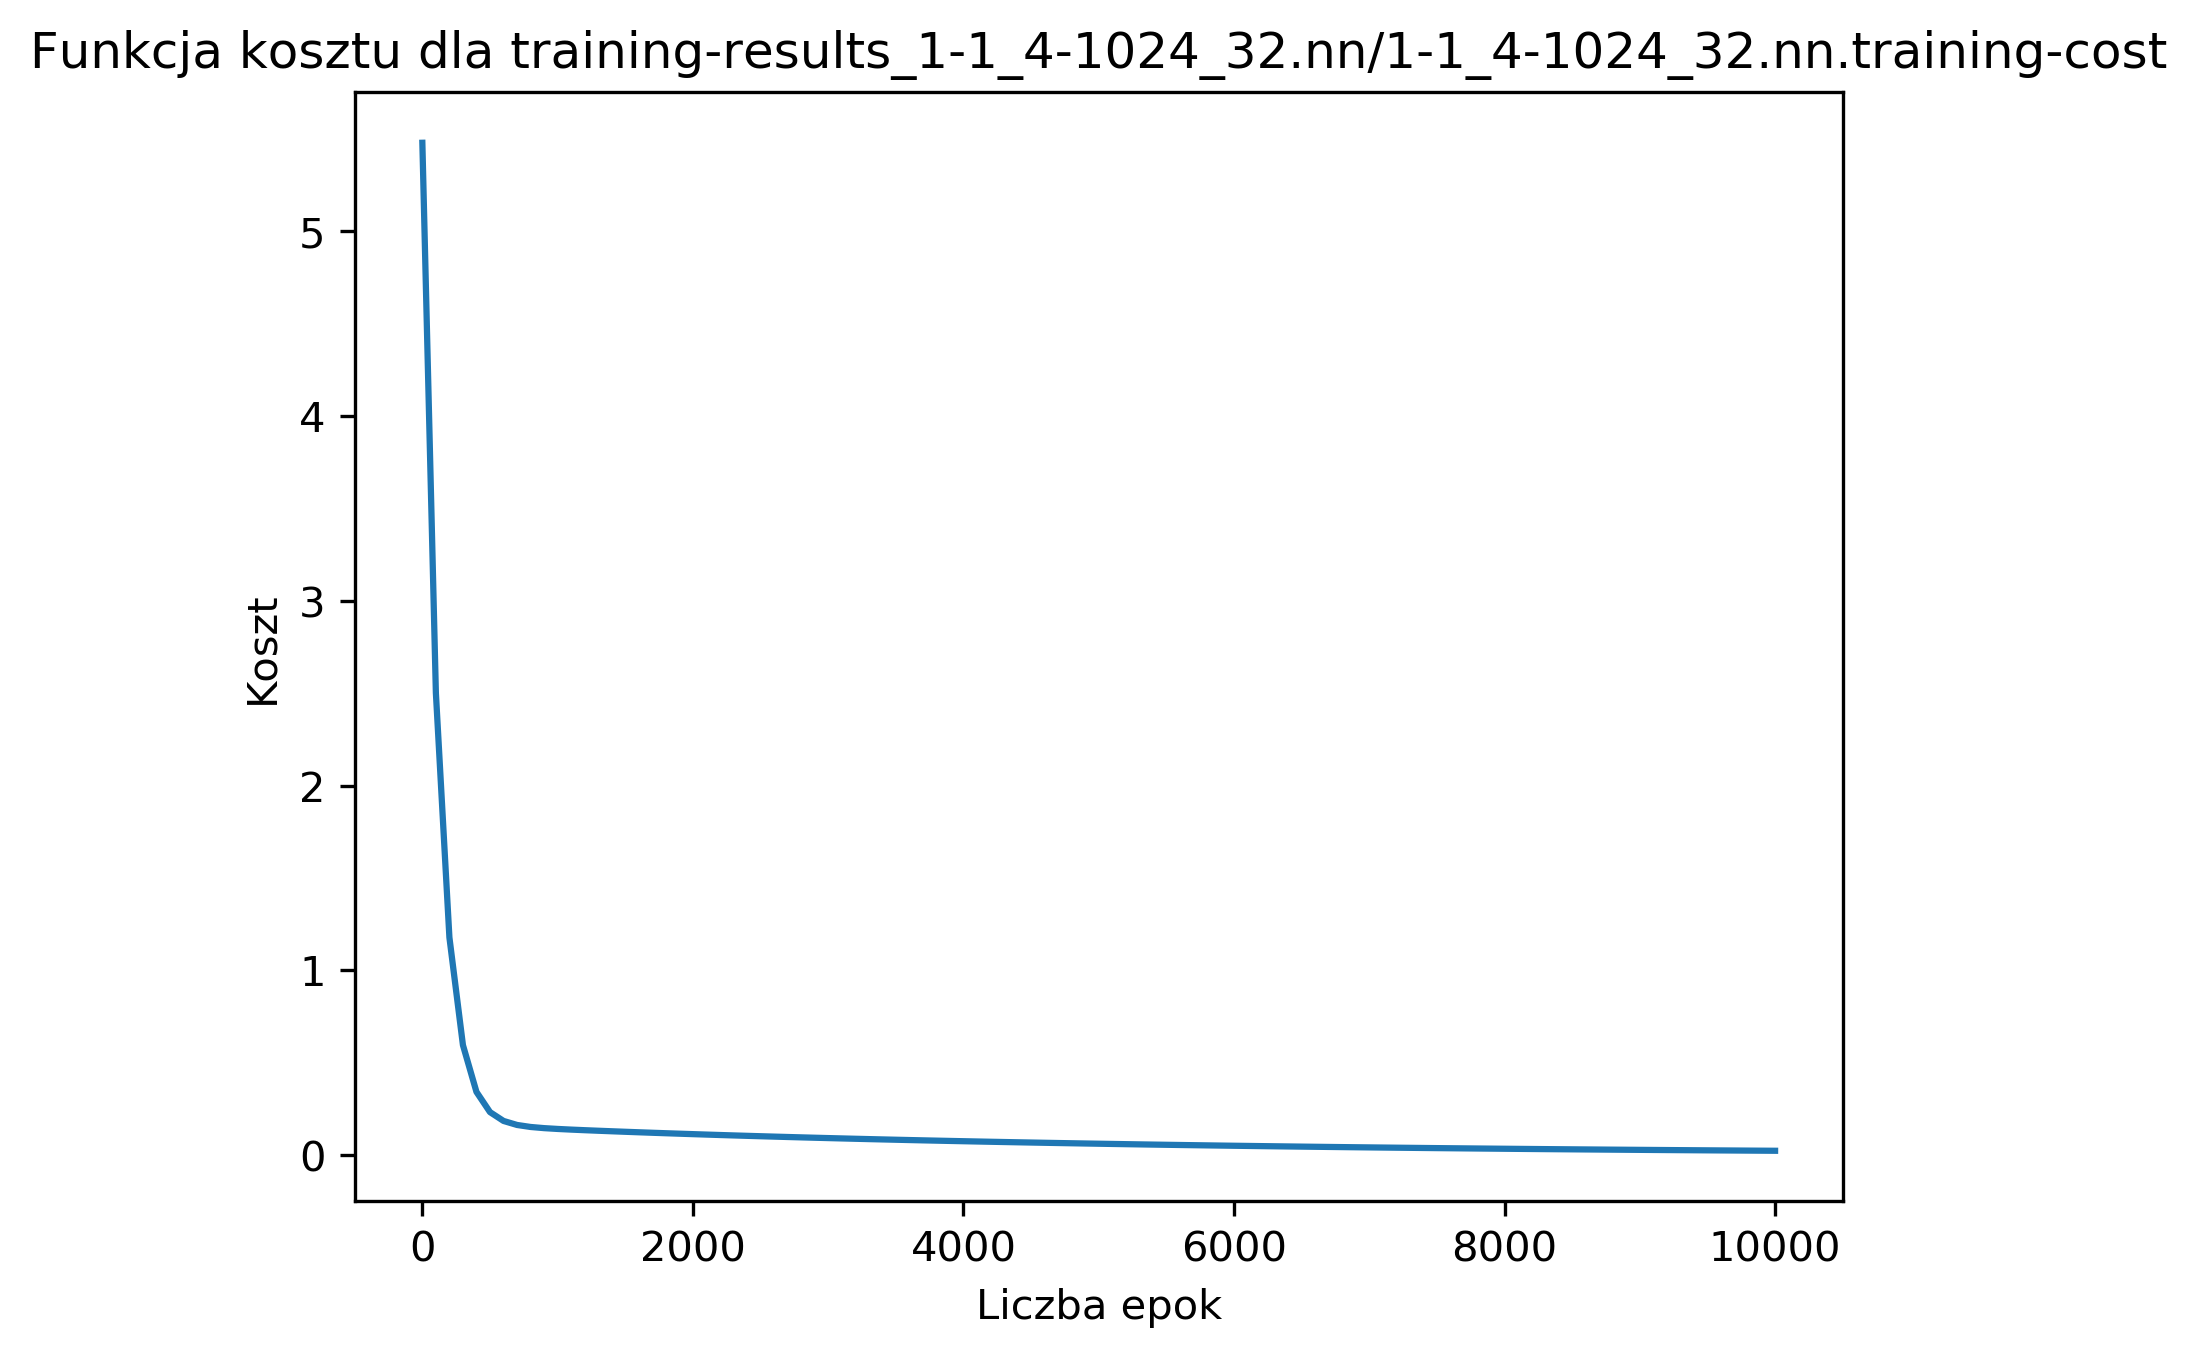 Funkcja kosztu dla training-results_1-1_4-1024_32.nn/1-1_4-1024_32.nn.training-cost
Koszt
5
4
3
2
1
0
0 2000 4000 6000 8000 10000
Liczba epok